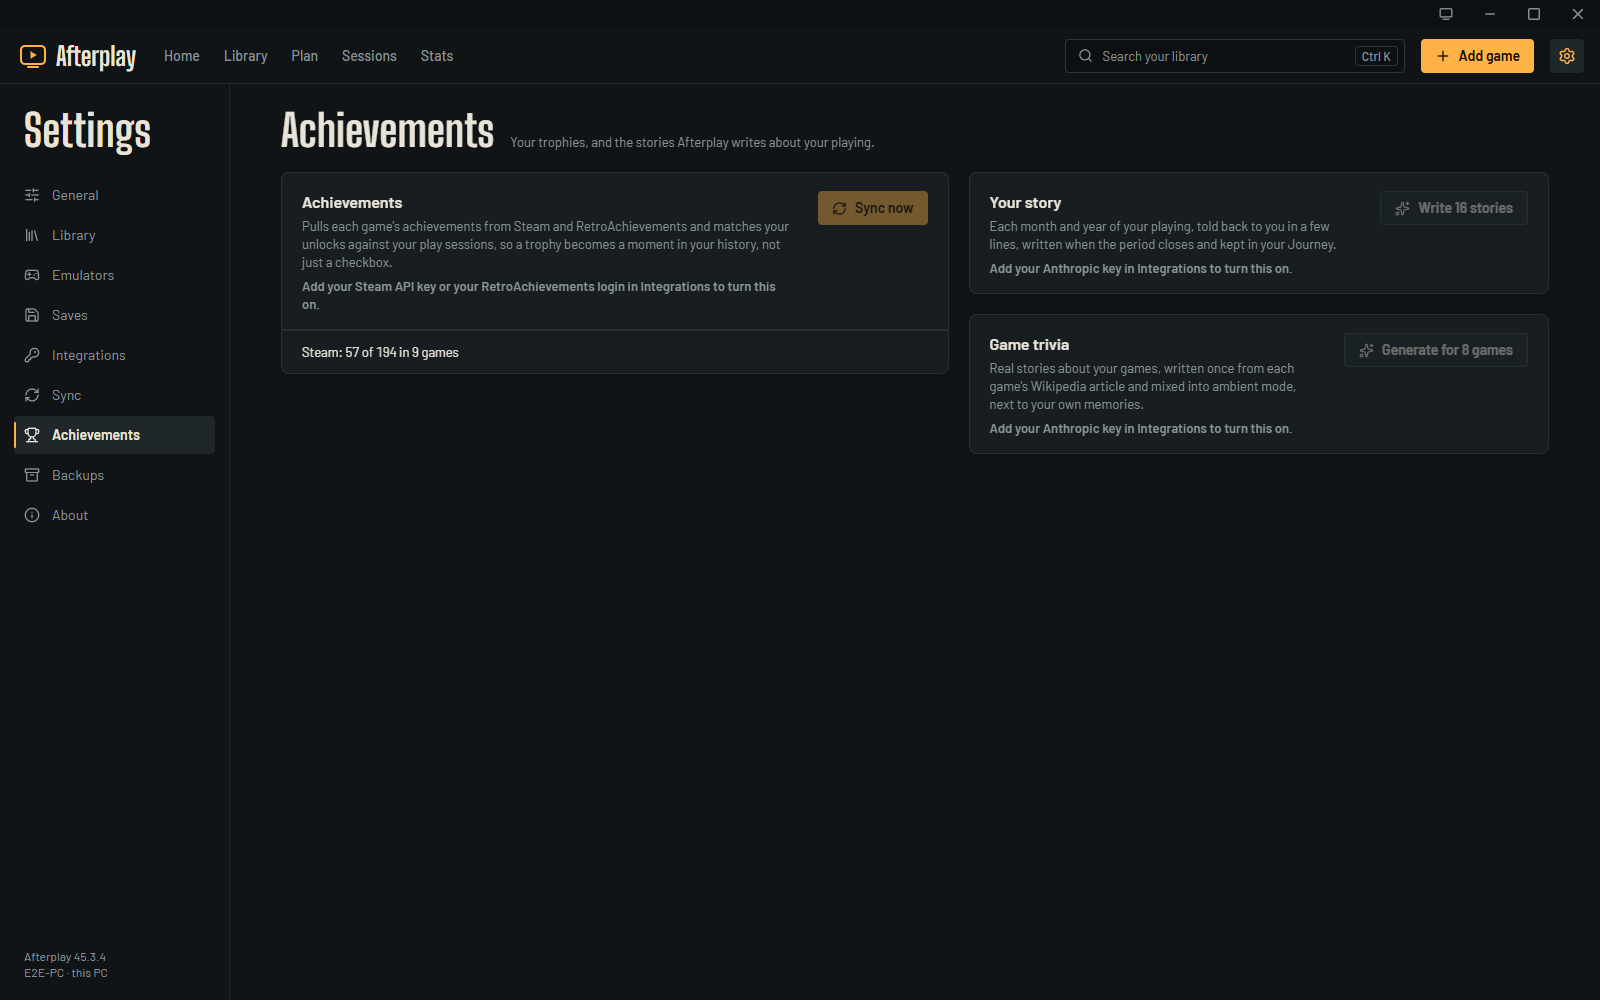 Afterplay
Home
Library
Plan
Sessions
Stats
Search your library
Ctrl K
Add game
Settings
General
Library
Emulators
Saves
Integrations
Sync
Achievements
Backups
About
Afterplay 45.3.4
E2E-PC · this PC
Achievements
Your trophies, and the stories Afterplay writes about your playing.
Achievements
Sync now
Pulls each game's achievements from Steam and RetroAchievements and matches your
unlocks against your play sessions, so a trophy becomes a moment in your history, not
just a checkbox.
Add your Steam API key or your RetroAchievements login in Integrations to turn this
on.
Steam: 57 of 194 in 9 games
Your story
Write 16 stories
Each month and year of your playing, told back to you in a few
lines, written when the period closes and kept in your Journey.
Add your Anthropic key in Integrations to turn this on.
Game trivia
Generate for 8 games
Real stories about your games, written once from each
game's Wikipedia article and mixed into ambient mode,
next to your own memories.
Add your Anthropic key in Integrations to turn this on.